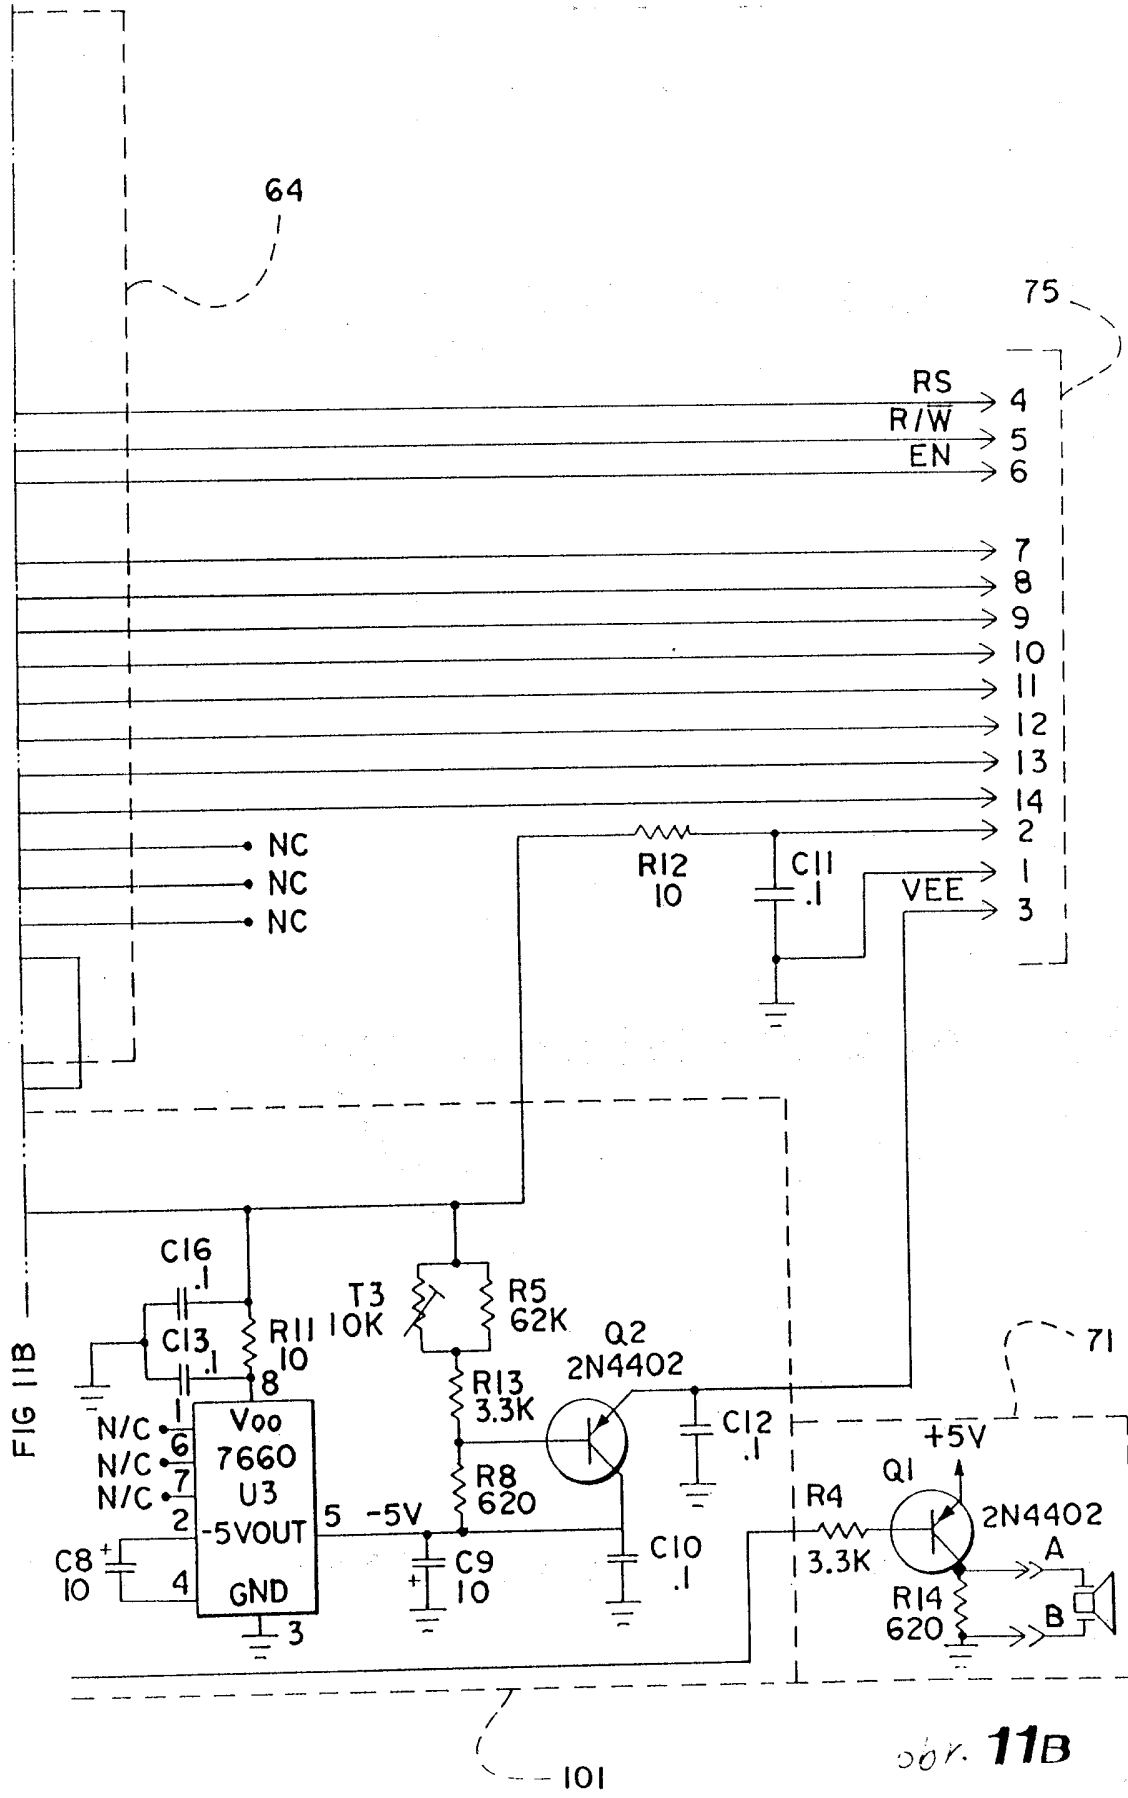 64
75
RS
4
R/W̅
5
EN
6
7
8
9
10
11
12
13
14
2
NC
NC
NC
R12
10
C11
.1
1
VEE
3
C16
.1
C13
.1
R11
10
8
T3
10K
R5
62K
R13
3.3K
Q2
2N4402
C12
.1
71
FIG 11B
N/C
1
N/C
6
N/C
7
VDD
7660
U3
2
-5VOUT
5
-5V
R8
620
C8
10
+
4
GND
3
+
C9
10
C10
.1
+5V
Q1
2N4402
R4
3.3K
A
R14
620
B
101
obr. 11B